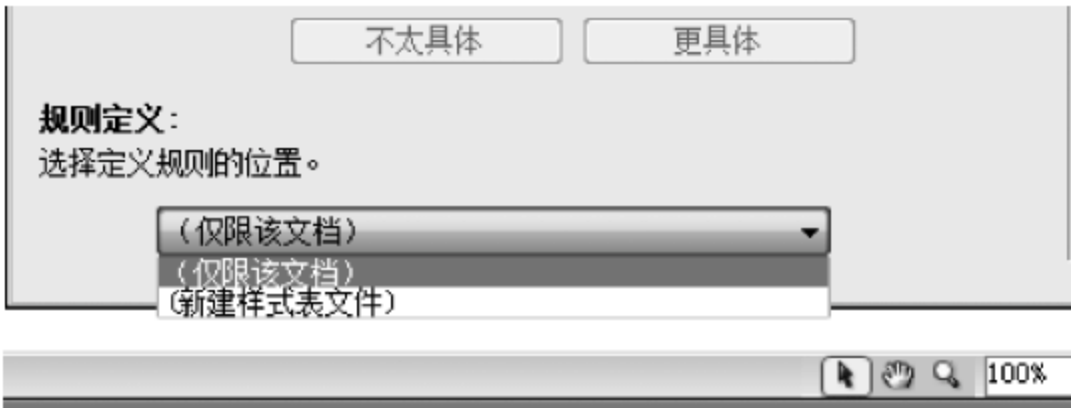 不太具体 更具体
规则定义:
选择定义规则的位置。
（仅限该文档）
（仅限该文档）
(新建样式表文件)
100%